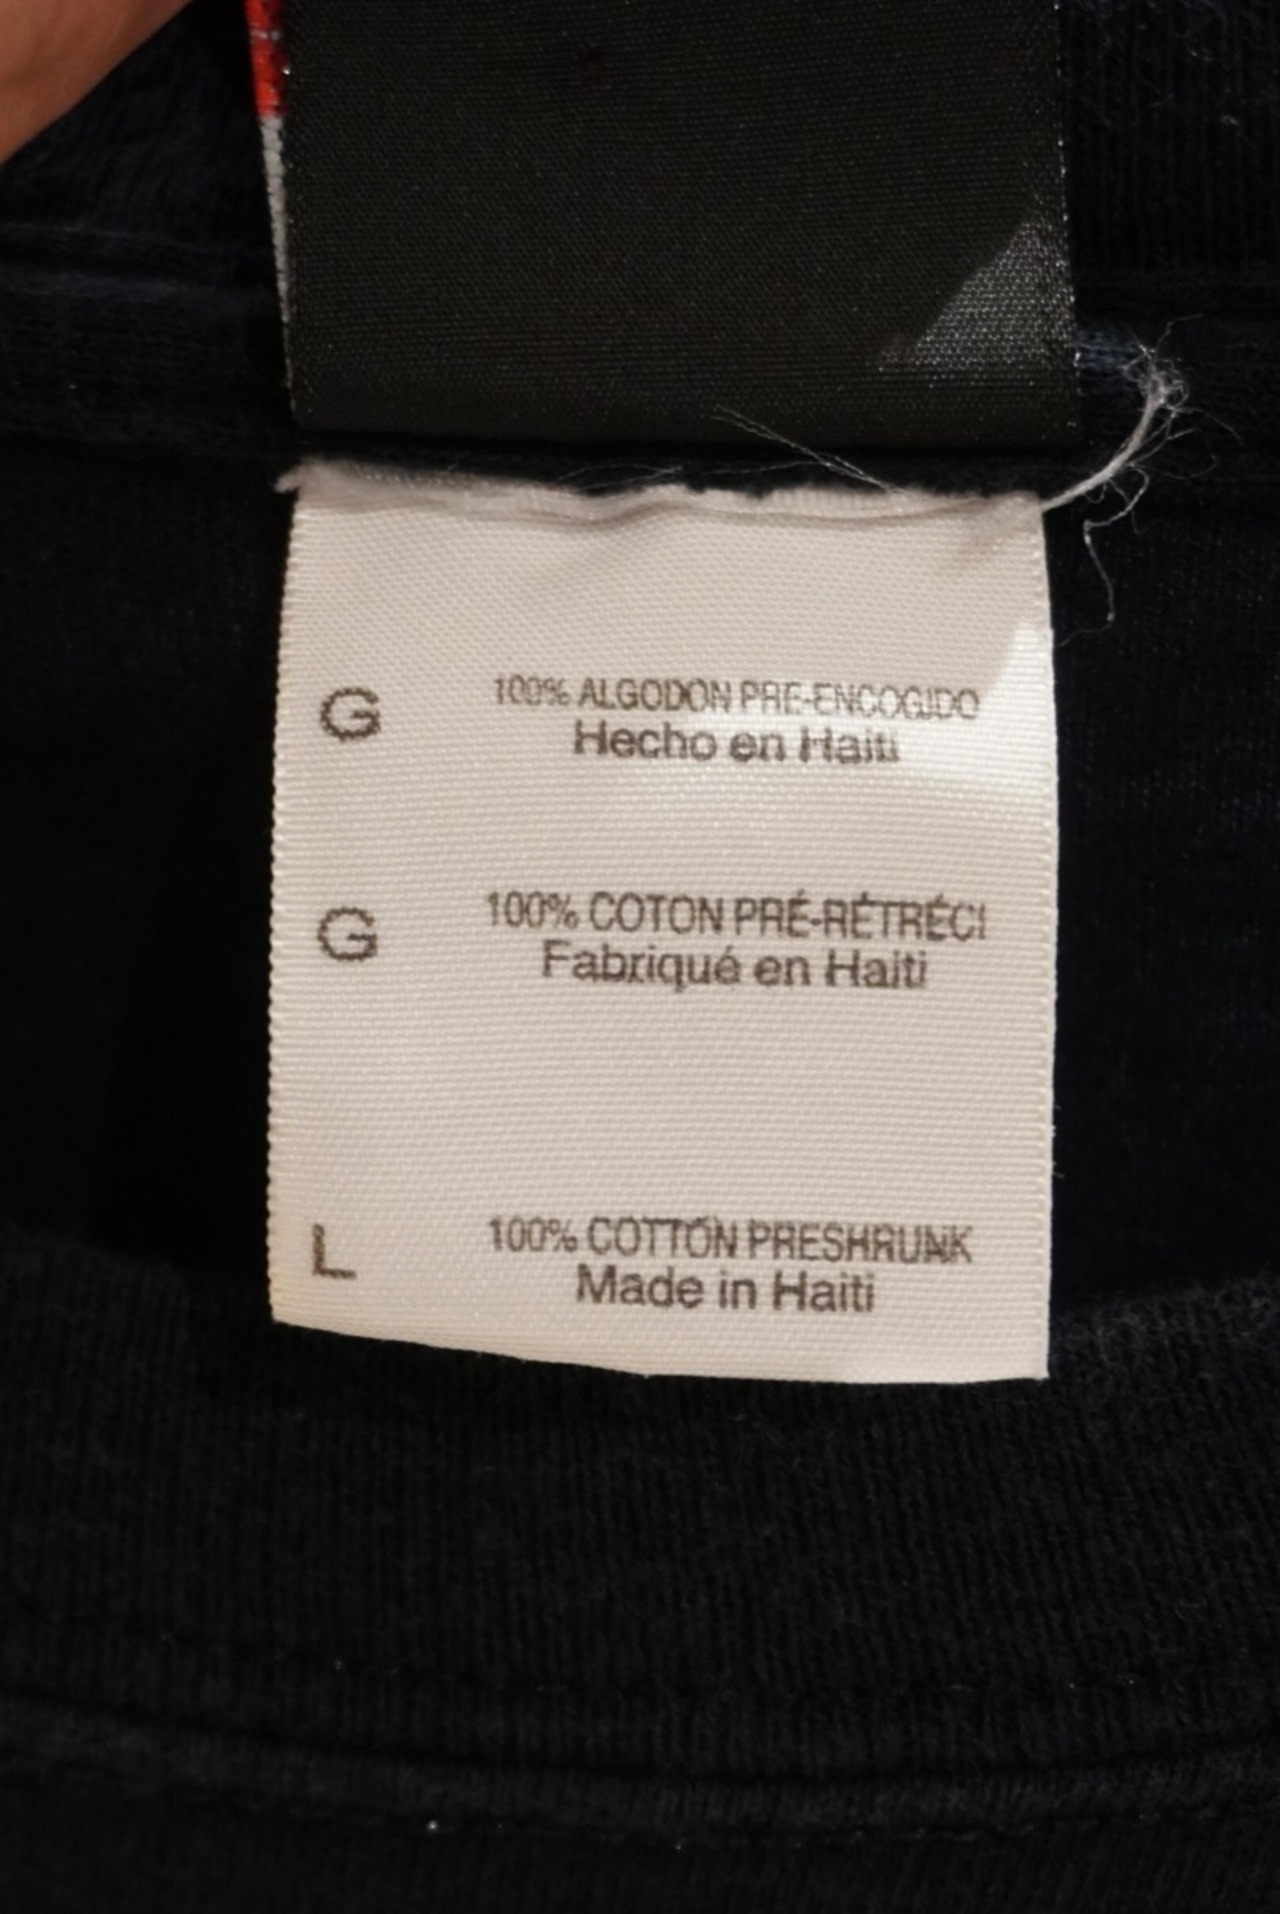 G 100% ALGODON PRE-ENCOGIDO
Hecho en Haiti
G 100% COTON PRÉ-RÉTRÉCI
Fabriqué en Haiti
L 100% COTTON PRESHRUNK
Made in Haiti